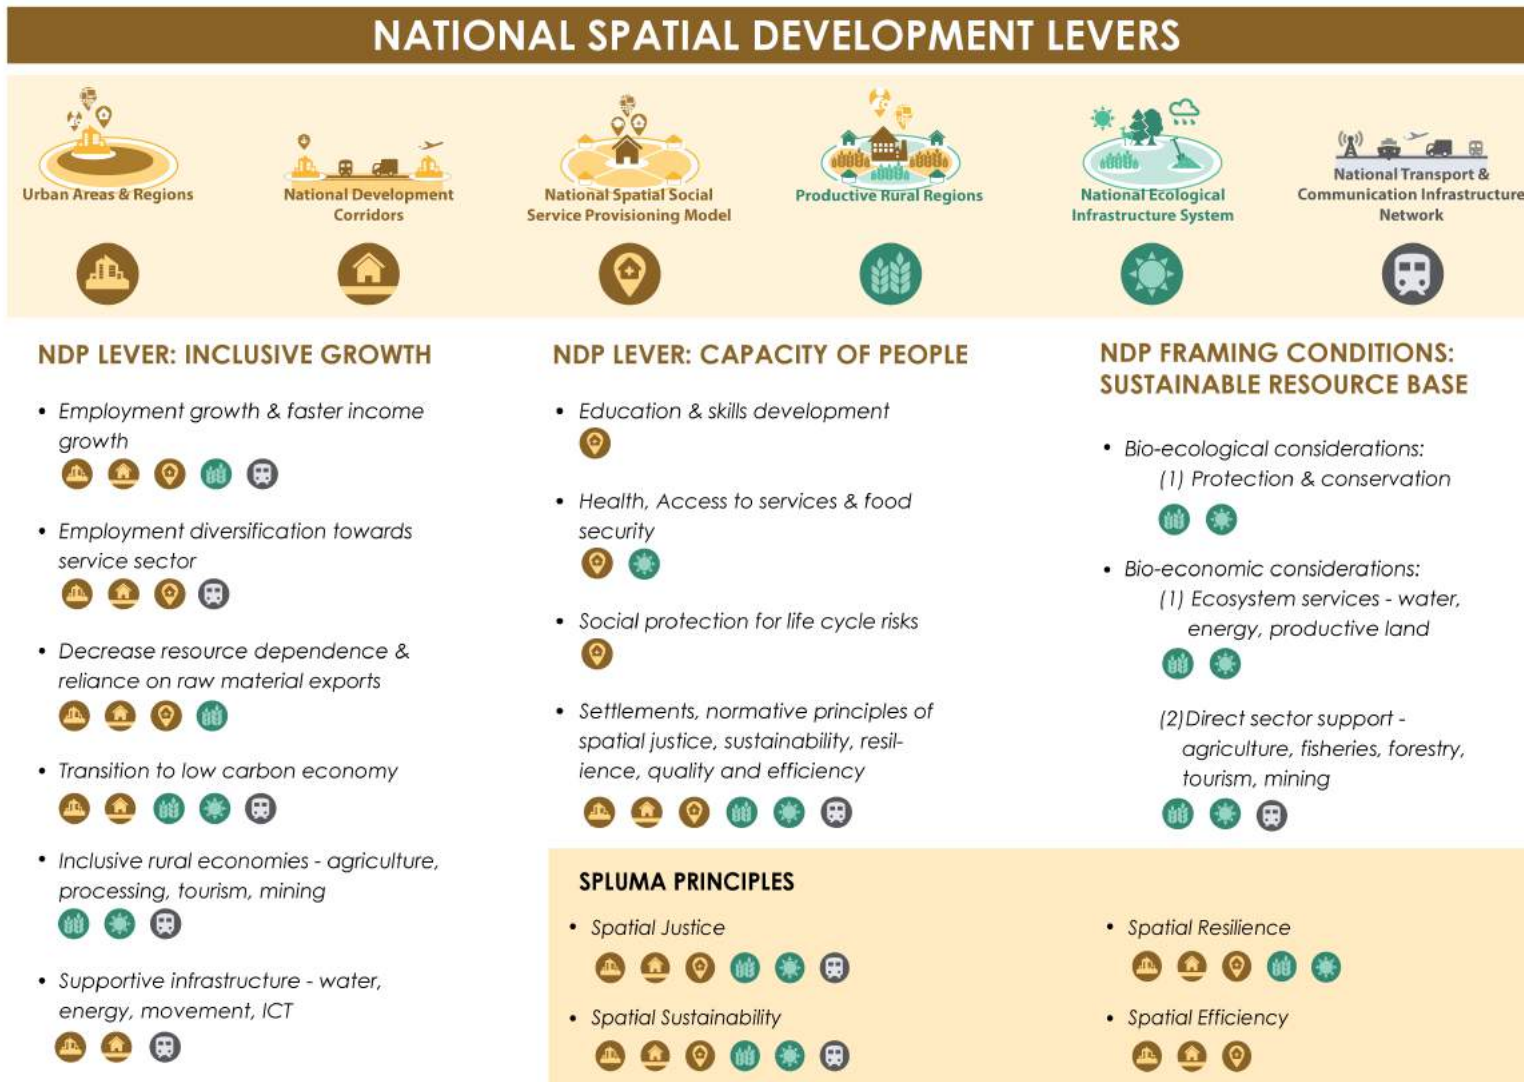 NATIONAL SPATIAL DEVELOPMENT LEVERS
Urban Areas & Regions
National Development
Corridors
National Spatial Social
Service Provisioning Model
Productive Rural Regions
National Ecological
Infrastructure System
National Transport &
Communication Infrastructure
Network
NDP LEVER: INCLUSIVE GROWTH
• Employment growth & faster income
growth
• Employment diversification towards
service sector
• Decrease resource dependence &
reliance on raw material exports
• Transition to low carbon economy
• Inclusive rural economies - agriculture,
processing, tourism, mining
• Supportive infrastructure - water,
energy, movement, ICT
NDP LEVER: CAPACITY OF PEOPLE
• Education & skills development
• Health, Access to services & food
security
• Social protection for life cycle risks
• Settlements, normative principles of
spatial justice, sustainability, resil-
ience, quality and efficiency
NDP FRAMING CONDITIONS:
SUSTAINABLE RESOURCE BASE
• Bio-ecological considerations:
(1) Protection & conservation
• Bio-economic considerations:
(1) Ecosystem services - water,
energy, productive land
(2)Direct sector support -
agriculture, fisheries, forestry,
tourism, mining
SPLUMA PRINCIPLES
• Spatial Justice
• Spatial Sustainability
• Spatial Resilience
• Spatial Efficiency